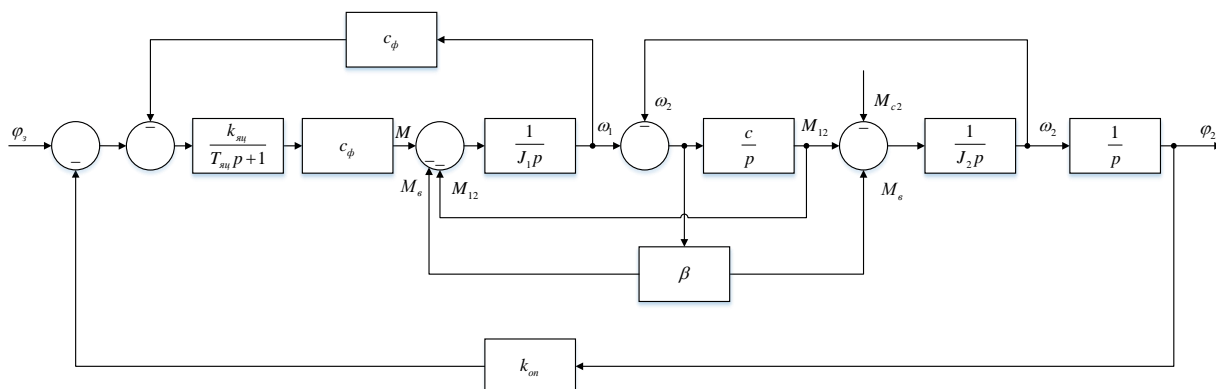 c_ф
φ_з
−
−
k_яц / (T_яц p + 1)
c_ф
M
− −
M_в
M_12
1 / (J_1 p)
ω_1
ω_2
−
c / p
M_12
M_c2
−
M_в
1 / (J_2 p)
ω_2
1 / p
φ_2
β
k_оп